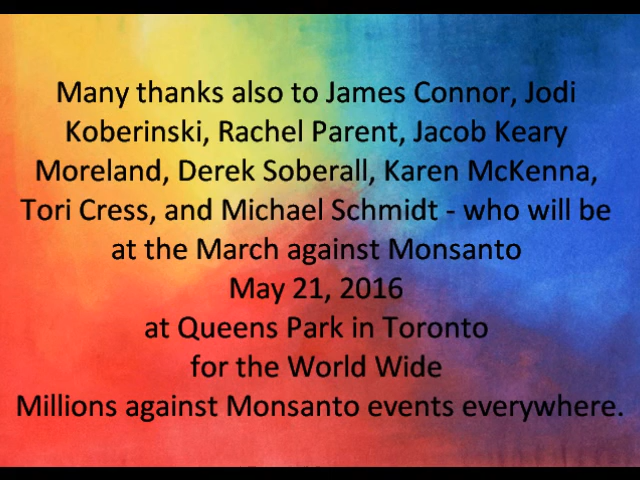 Many thanks also to James Connor, Jodi
Koberinski, Rachel Parent, Jacob Keary
Moreland, Derek Soberall, Karen McKenna,
Tori Cress, and Michael Schmidt - who will be
at the March against Monsanto
May 21, 2016
at Queens Park in Toronto
for the World Wide
Millions against Monsanto events everywhere.